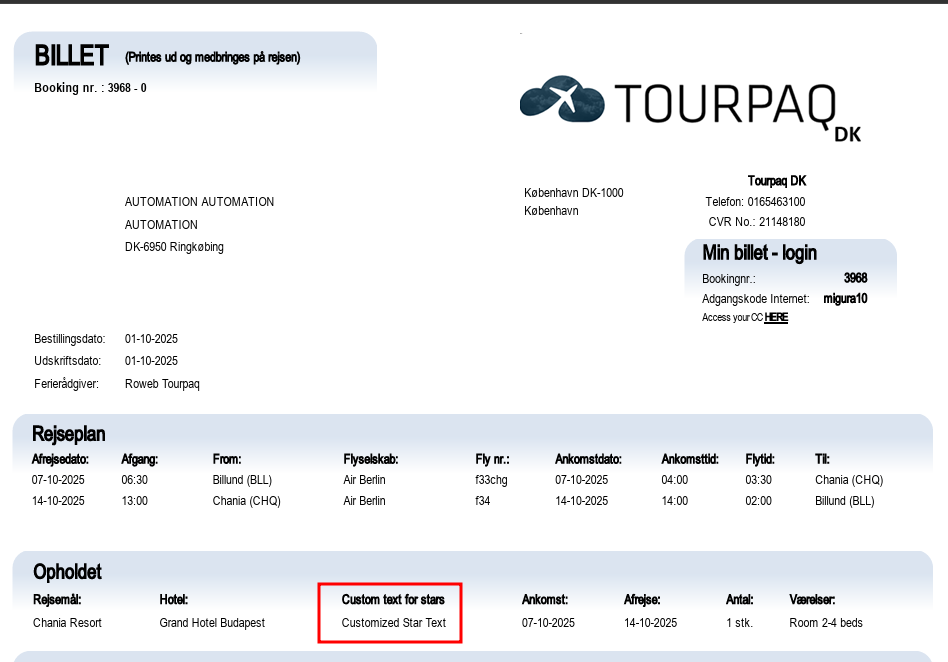 BILLET (Printes ud og medbringes på rejsen)
Booking nr. : 3968 - 0
TOURPAQ DK
AUTOMATION AUTOMATION
AUTOMATION
DK-6950 Ringkøbing
København DK-1000
København
Tourpaq DK
Telefon: 0165463100
CVR No.: 21148180
Min billet - login
Bookingnr.: 3968
Adgangskode Internet: migura10
Access your CC HERE
Bestillingsdato: 01-10-2025
Udskriftsdato: 01-10-2025
Ferierådgiver: Roweb Tourpaq
Rejseplan
Afrejsedato: Afgang: From: Flyselskab: Fly nr.: Ankomstdato: Ankomsttid: Flytid: Til:
07-10-2025 06:30 Billund (BLL) Air Berlin f33chg 07-10-2025 04:00 03:30 Chania (CHQ)
14-10-2025 13:00 Chania (CHQ) Air Berlin f34 14-10-2025 14:00 02:00 Billund (BLL)
Opholdet
Rejsemål: Hotel: Custom text for stars Ankomst: Afrejse: Antal: Værelser:
Chania Resort Grand Hotel Budapest Customized Star Text 07-10-2025 14-10-2025 1 stk. Room 2-4 beds